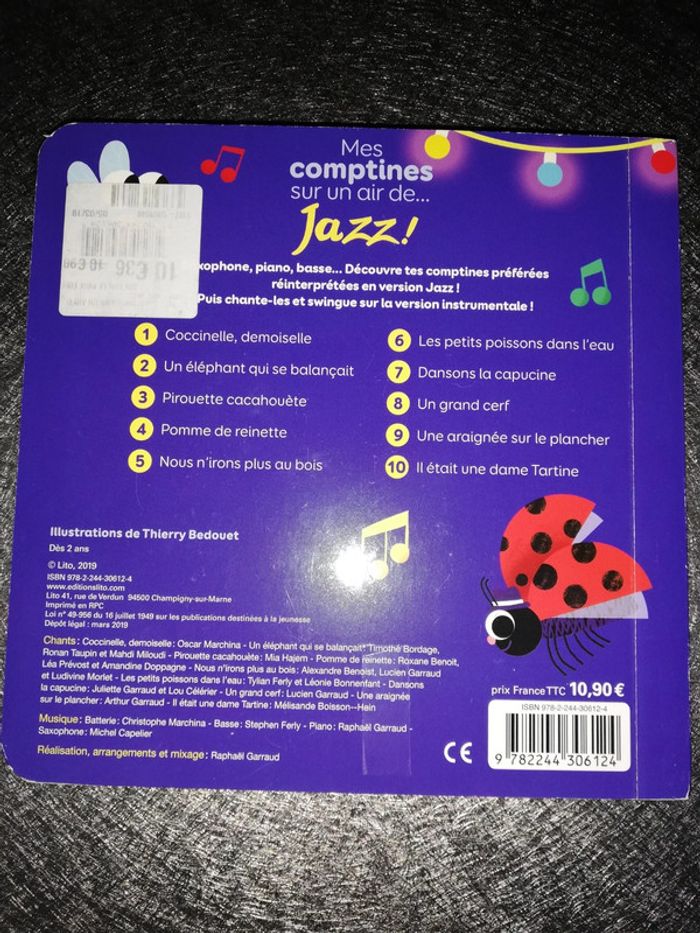 Mes
comptines
sur un air de...
Jazz!
piano, basse... Découvre tes comptines préférées
réinterprétées en version Jazz !
Puis chante-les et swingue sur la version instrumentale !
1 Coccinelle, demoiselle
2 Un éléphant qui se balançait
3 Pirouette cacahouète
4 Pomme de reinette
5 Nous n'irons plus au bois
6 Les petits poissons dans l'eau
7 Dansons la capucine
8 Un grand cerf
9 Une araignée sur le plancher
10 Il était une dame Tartine
Illustrations de Thierry Bedouet
Dès 2 ans
© Lito, 2019
ISBN 978-2-244-30612-4
www.editionslito.com
Lito 41, rue de Verdun 94500 Champigny-sur-Marne
Imprimé en RPC
Loi n° 49-956 du 16 juillet 1949 sur les publications destinées à la jeunesse
Dépôt légal : mars 2019
Chants : Coccinelle, demoiselle : Oscar Marchina - Un éléphant qui se balançait : Timothé Bordage,
Ronan Taupin et Mahdi Miloudi - Pirouette cacahouète : Mia Hajem - Pomme de reinette : Roxane Benoit,
Léa Prévost et Amandine Doppagne - Nous n'irons plus au bois : Alexandre Benoist, Lucien Garraud
et Ludivine Morlet - Les petits poissons dans l'eau : Tylian Ferly et Léonie Bonnenfant - Dansons
la capucine : Juliette Garraud et Lou Célérier - Un grand cerf : Lucien Garraud - Une araignée
sur le plancher : Arthur Garraud - Il était une dame Tartine : Mélisande Boisson--Hein
Musique : Batterie : Christophe Marchina - Basse : Stephen Ferly - Piano : Raphaël Garraud -
Saxophone : Michel Capelier
Réalisation, arrangements et mixage : Raphaël Garraud
CE
prix France TTC 10,90 €
ISBN 978-2-244-30612-4
9 782244 306124